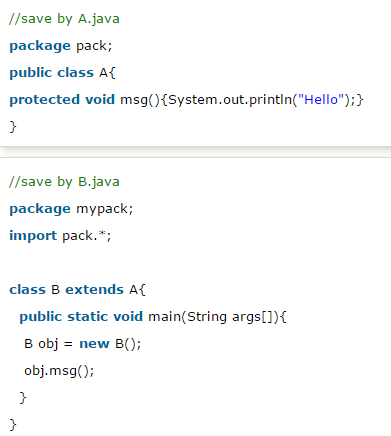 //save by A.java
package pack;
public class A{
protected void msg(){System.out.println("Hello");}
}
//save by B.java
package mypack;
import pack.*;
class B extends A{
public static void main(String args[]){
B obj = new B();
obj.msg();
}
}